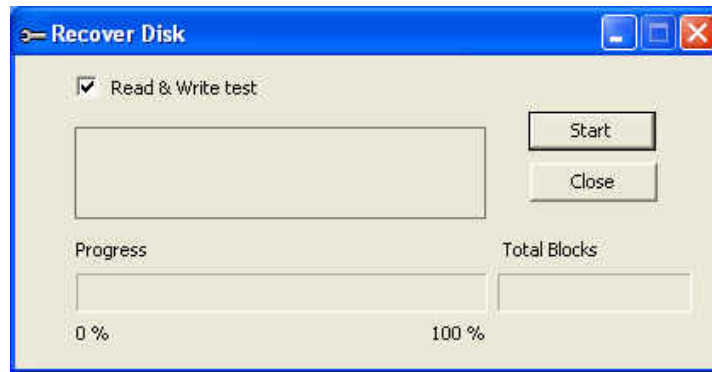 Recover Disk
Read & Write test
Start
Close
Progress
Total Blocks
0 %
100 %